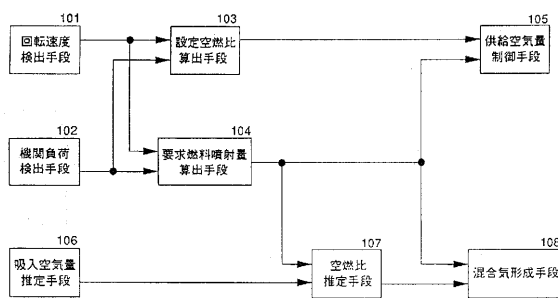 101
回転速度
検出手段
103
設定空燃比
算出手段
105
供給空気量
制御手段
102
機関負荷
検出手段
104
要求燃料噴射量
算出手段
106
吸入空気量
推定手段
107
空燃比
推定手段
108
混合気形成手段